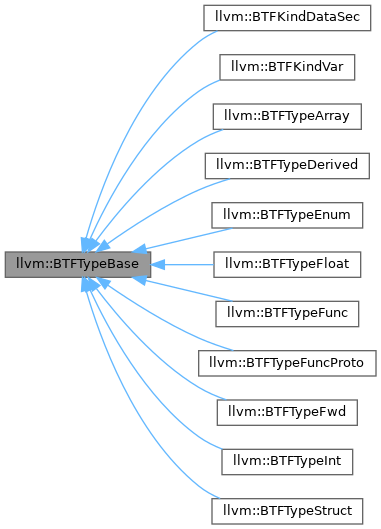 llvm::BTFKindDataSec
llvm::BTFKindVar
llvm::BTFTypeArray
llvm::BTFTypeDerived
llvm::BTFTypeEnum
llvm::BTFTypeBase
llvm::BTFTypeFloat
llvm::BTFTypeFunc
llvm::BTFTypeFuncProto
llvm::BTFTypeFwd
llvm::BTFTypeInt
llvm::BTFTypeStruct